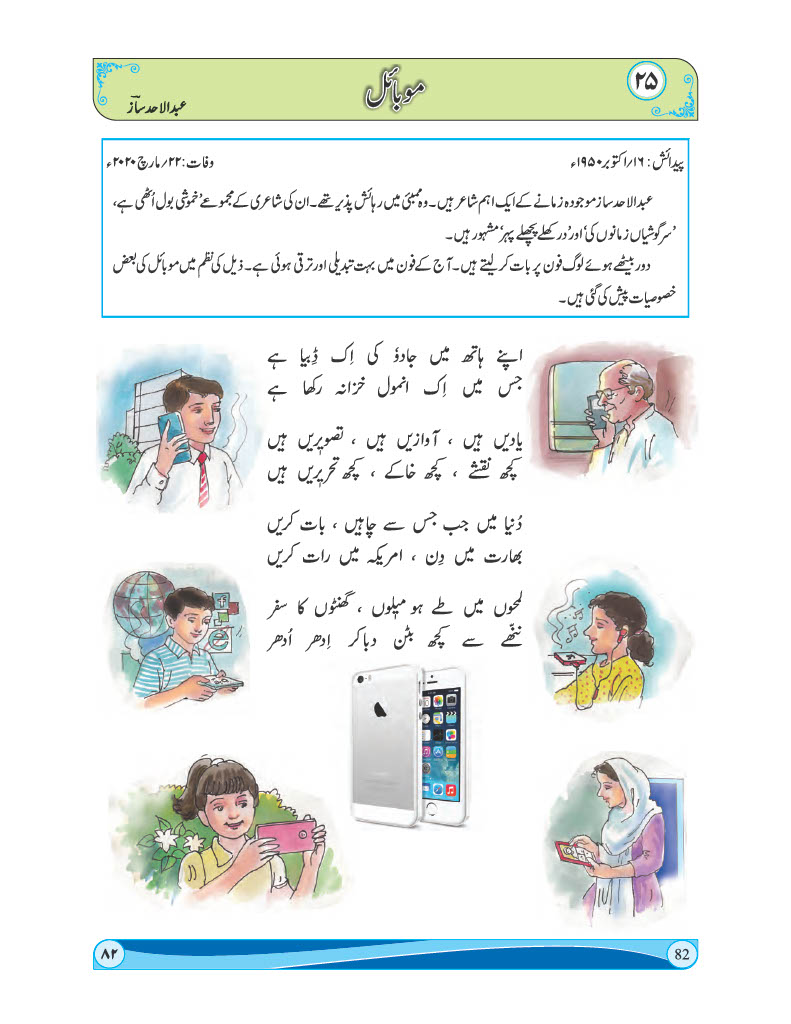 ۲۵
موبائل
عبدالاحد سازؔ
پیدائش : ۱۶؍اکتوبر ۱۹۵۰ء
وفات : ۲۲؍مارچ ۲۰۲۰ء
عبدالاحد ساز موجودہ زمانے کے ایک اہم شاعر ہیں۔ وہ ممبئی میں رہائش پذیر تھے۔ ان کی شاعری کے مجموعے ’خموشی بول اُٹھی ہے‘،
’سرگوشیاں زمانوں کی‘ اور ’در کھلے پچھلے پہر‘ مشہور ہیں۔
دور بیٹھے ہوئے لوگ فون پر بات کر لیتے ہیں۔ آج کے فون میں بہت تبدیلی اور ترقی ہوئی ہے۔ ذیل کی نظم میں موبائل کی بعض
خصوصیات پیش کی گئی ہیں۔
اپنے ہاتھ میں جادوٗ کی اِک ڈِبیا ہے
جس میں اِک انمول خزانہ رکھا ہے
یادیں ہیں ، آوازیں ہیں ، تصویریں ہیں
کچھ نقشے ، کچھ خاکے ، کچھ تحریریں ہیں
دُنیا میں جب جس سے چاہیں ، بات کریں
بھارت میں دِن ، امریکہ میں رات کریں
لمحوں میں طے ہو میلوں ، گھنٹوں کا سفر
ننھّے سے کچھ بٹن دباکر اِدھر اُدھر
۸۲
82